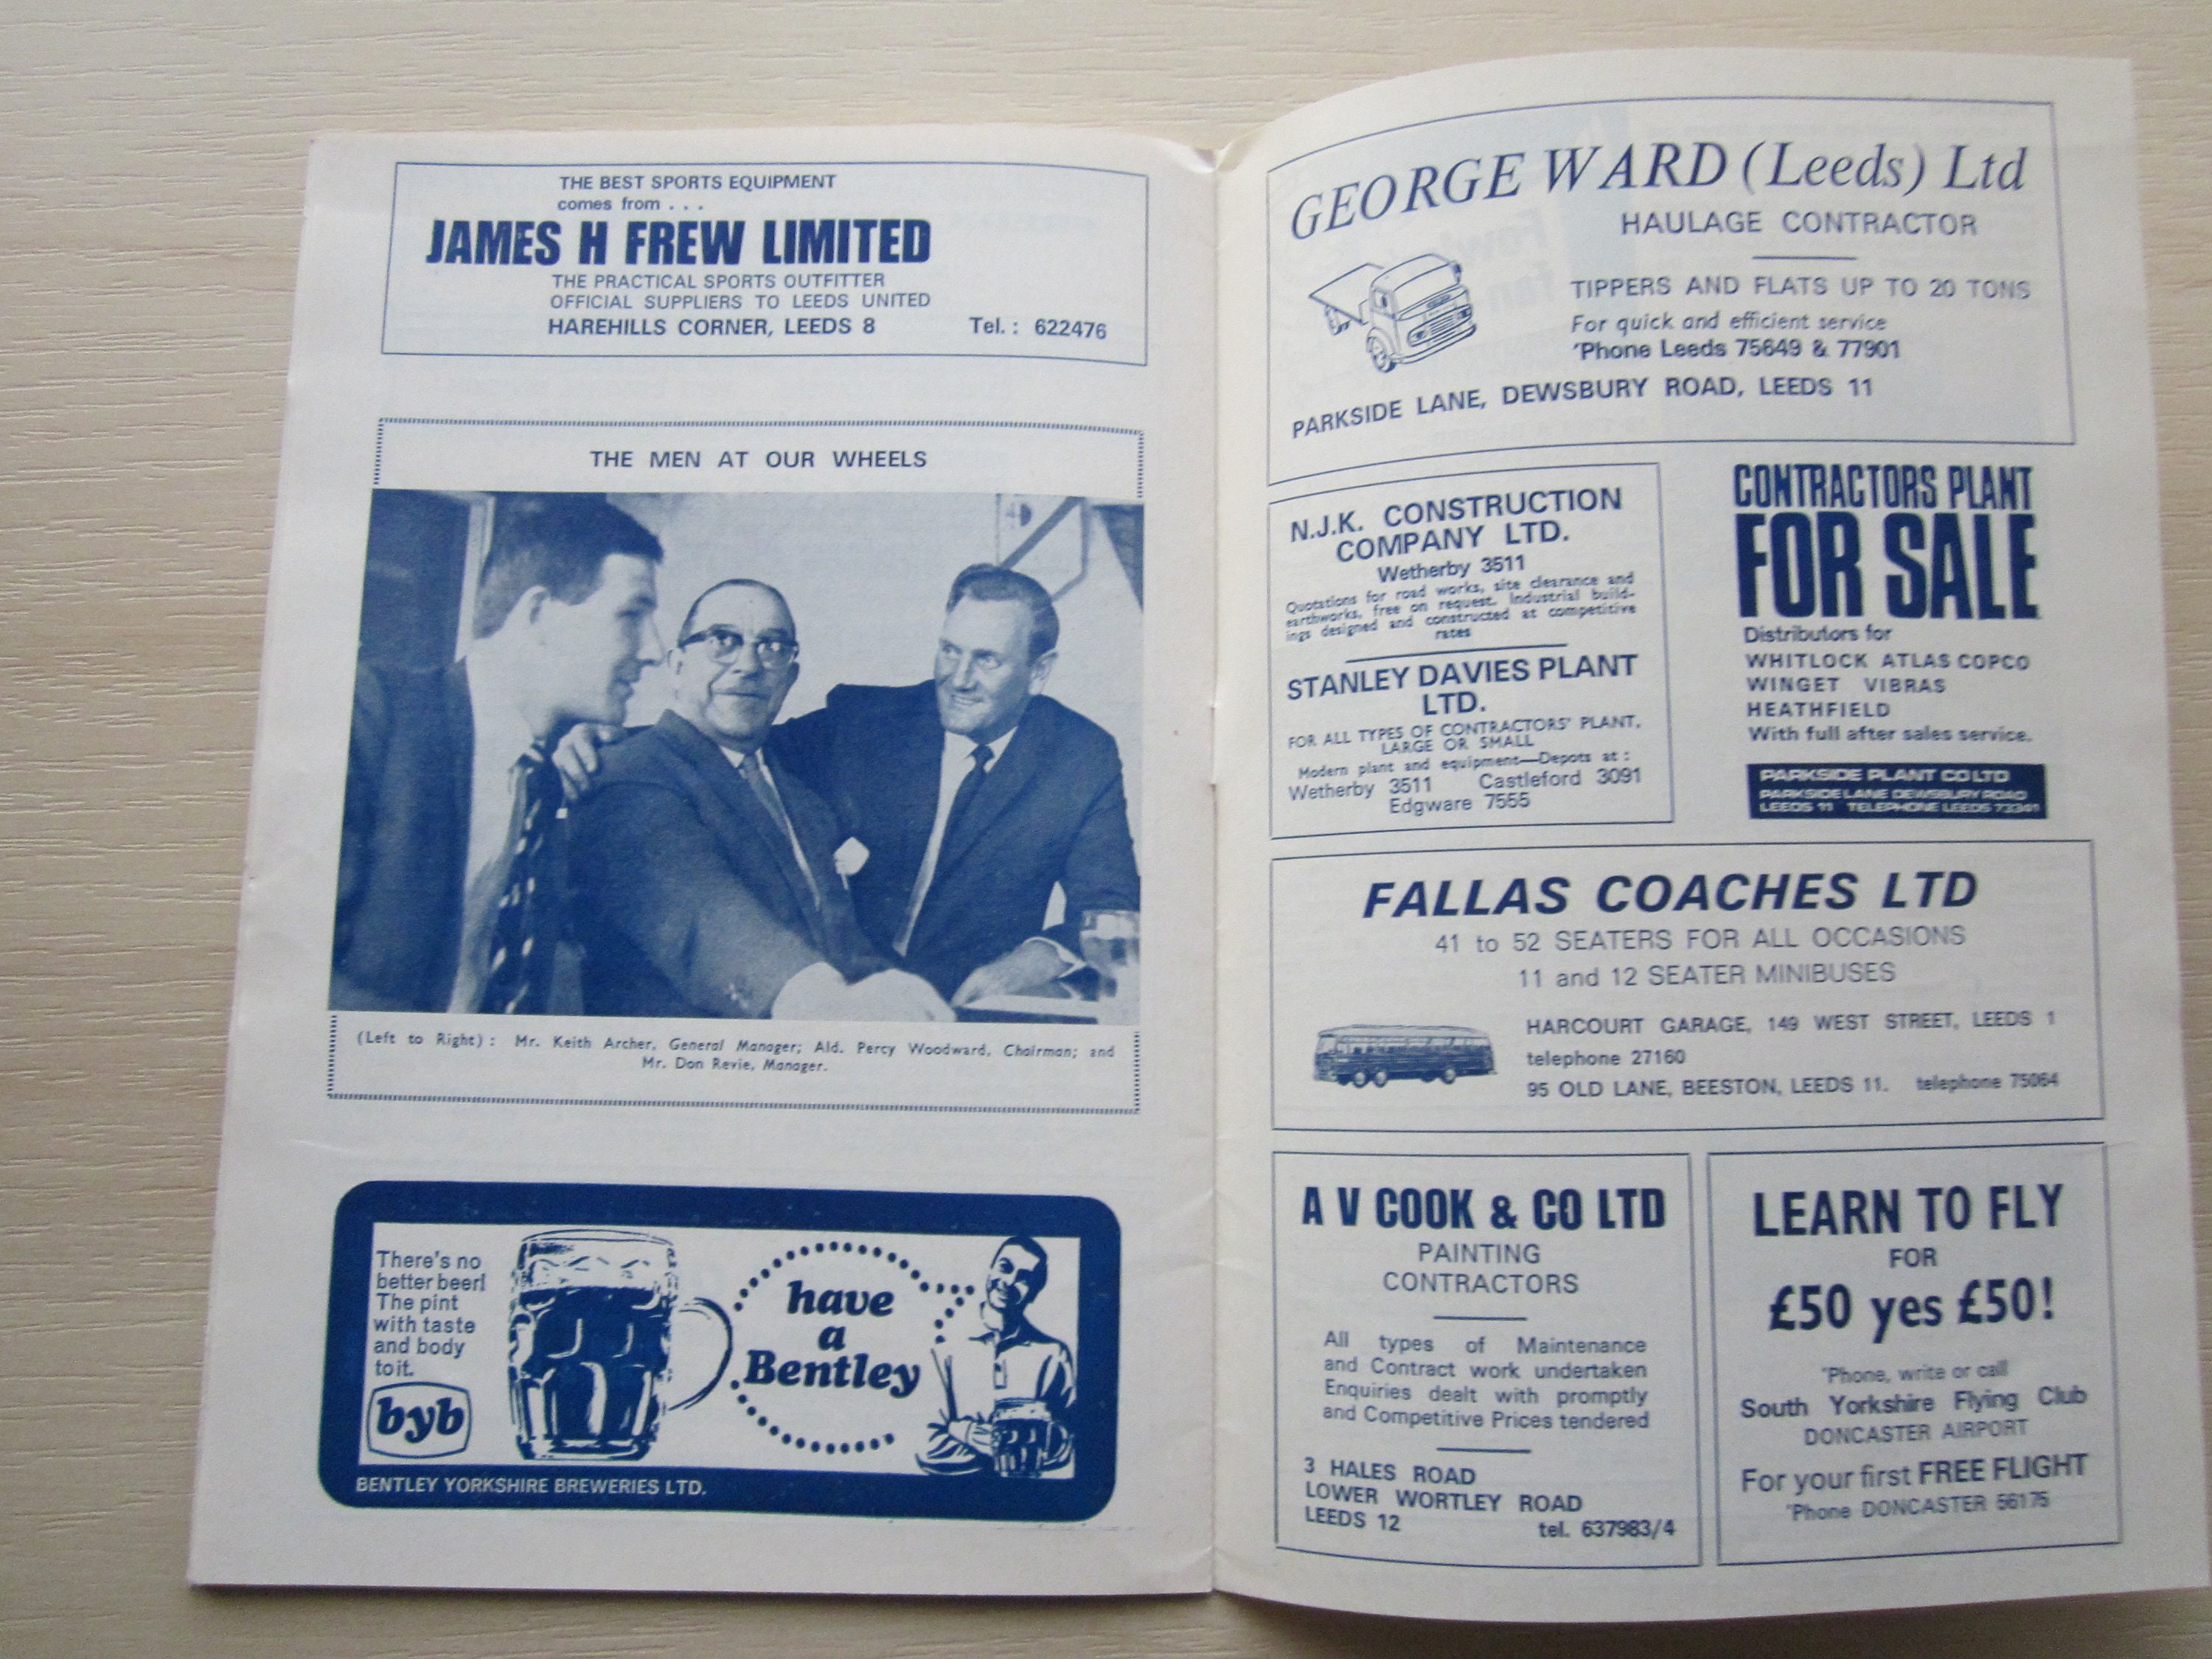 THE BEST SPORTS EQUIPMENT
comes from . . .
JAMES H FREW LIMITED
THE PRACTICAL SPORTS OUTFITTER
OFFICIAL SUPPLIERS TO LEEDS UNITED
HAREHILLS CORNER, LEEDS 8 Tel. : 622476
THE MEN AT OUR WHEELS
(Left to Right) : Mr. Keith Archer, General Manager; Ald. Percy Woodward, Chairman; and
Mr. Don Revie, Manager.
There's no
better beer!
The pint
with taste
and body
to it.
byb
have
a
Bentley
BENTLEY YORKSHIRE BREWERIES LTD.
GEORGE WARD (Leeds) Ltd
HAULAGE CONTRACTOR
TIPPERS AND FLATS UP TO 20 TONS
For quick and efficient service
'Phone Leeds 75649 & 77901
PARKSIDE LANE, DEWSBURY ROAD, LEEDS 11
N.J.K. CONSTRUCTION
COMPANY LTD.
Wetherby 3511
Quotations for road works, site clearance and
earthworks, free on request. Industrial build-
ings designed and constructed at competitive
rates
STANLEY DAVIES PLANT
LTD.
FOR ALL TYPES OF CONTRACTORS' PLANT,
LARGE OR SMALL
Modern plant and equipment—Depots at :
Wetherby 3511 Castleford 3091
Edgware 7555
CONTRACTORS PLANT
FOR SALE
Distributors for
WHITLOCK ATLAS COPCO
WINGET VIBRAS
HEATHFIELD
With full after sales service.
PARKSIDE PLANT CO LTD
PARKSIDE LANE DEWSBURY ROAD
LEEDS 11 TELEPHONE LEEDS 73341
FALLAS COACHES LTD
41 to 52 SEATERS FOR ALL OCCASIONS
11 and 12 SEATER MINIBUSES
HARCOURT GARAGE, 149 WEST STREET, LEEDS 1
telephone 27160
95 OLD LANE, BEESTON, LEEDS 11. telephone 75064
A V COOK & CO LTD
PAINTING
CONTRACTORS
All types of Maintenance
and Contract work undertaken
Enquiries dealt with promptly
and Competitive Prices tendered
3 HALES ROAD
LOWER WORTLEY ROAD
LEEDS 12 tel. 637983/4
LEARN TO FLY
FOR
£50 yes £50!
'Phone, write or call
South Yorkshire Flying Club
DONCASTER AIRPORT
For your first FREE FLIGHT
'Phone DONCASTER 56175